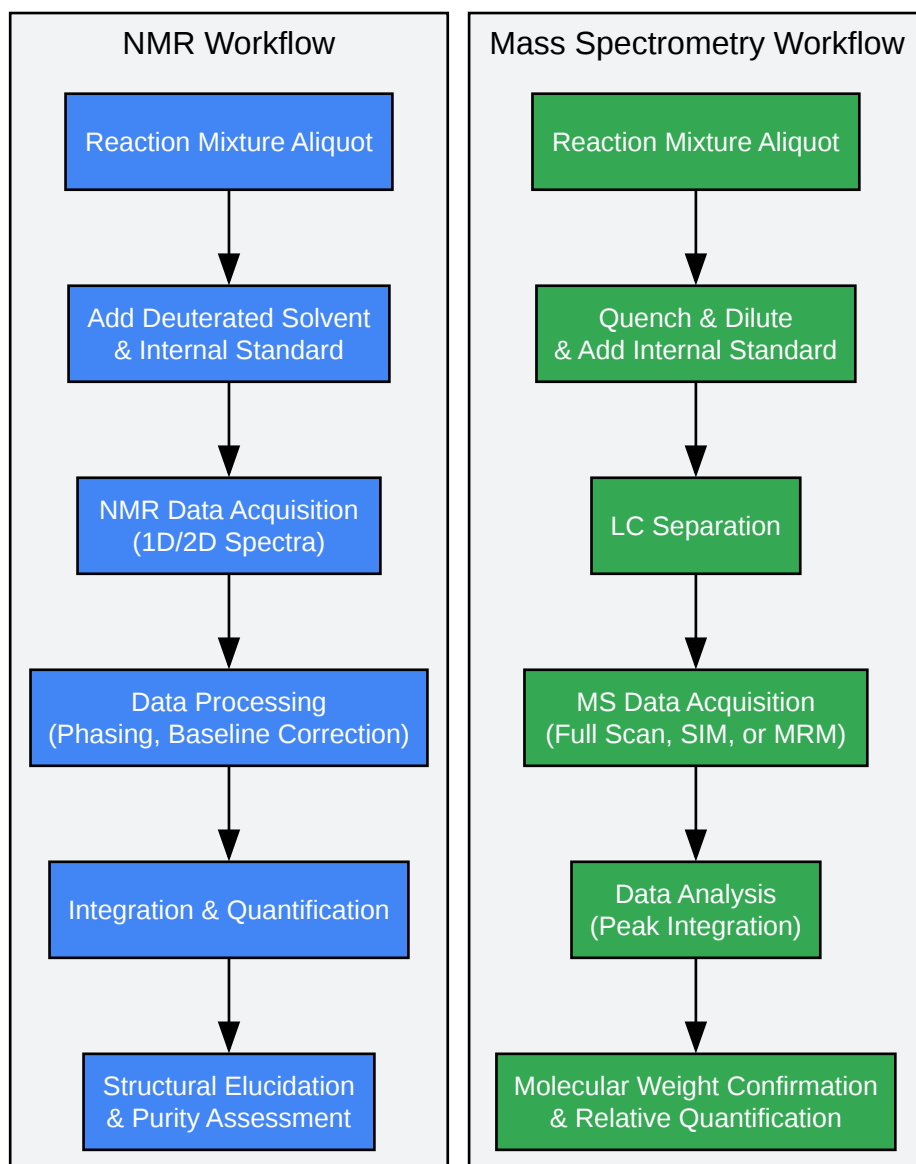 NMR Workflow
Reaction Mixture Aliquot
Add Deuterated Solvent
& Internal Standard
NMR Data Acquisition
(1D/2D Spectra)
Data Processing
(Phasing, Baseline Correction)
Integration & Quantification
Structural Elucidation
& Purity Assessment
Mass Spectrometry Workflow
Reaction Mixture Aliquot
Quench & Dilute
& Add Internal Standard
LC Separation
MS Data Acquisition
(Full Scan, SIM, or MRM)
Data Analysis
(Peak Integration)
Molecular Weight Confirmation
& Relative Quantification